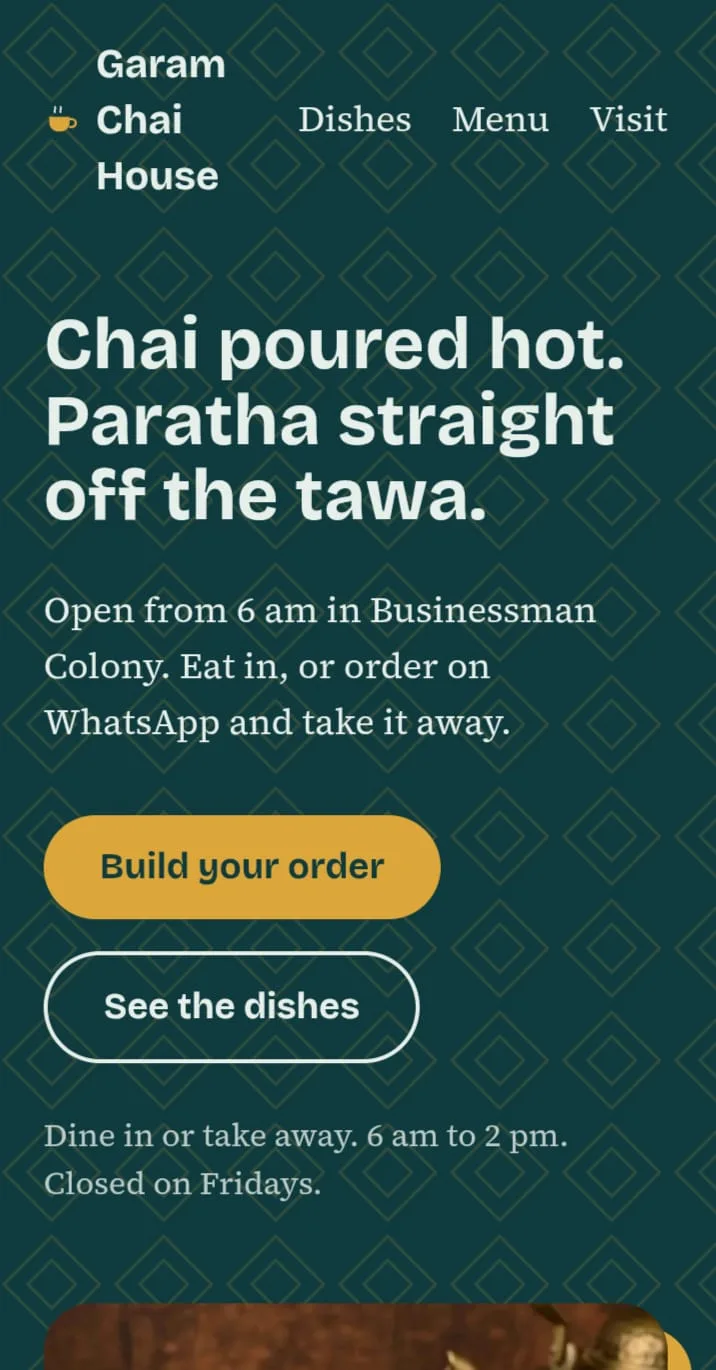 Garam
Chai
House
Dishes Menu Visit
Chai poured hot.
Paratha straight
off the tawa.
Open from 6 am in Businessman
Colony. Eat in, or order on
WhatsApp and take it away.
Build your order
See the dishes
Dine in or take away. 6 am to 2 pm.
Closed on Fridays.